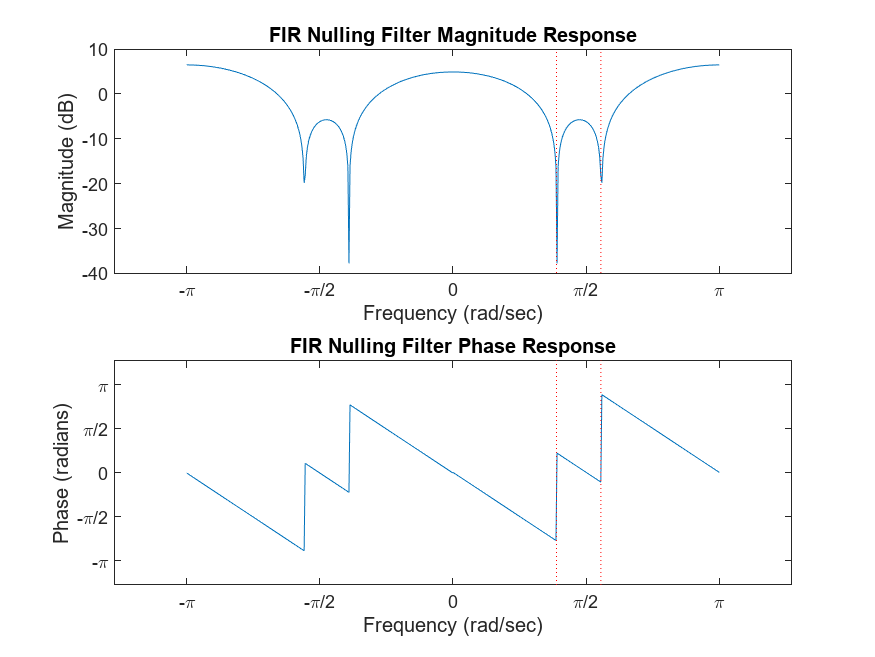 FIR Nulling Filter Magnitude Response
10
0
-10
-20
-30
-40
Magnitude (dB)
-π
-π/2
0
π/2
π
Frequency (rad/sec)
FIR Nulling Filter Phase Response
π
π/2
0
-π/2
-π
Phase (radians)
-π
-π/2
0
π/2
π
Frequency (rad/sec)